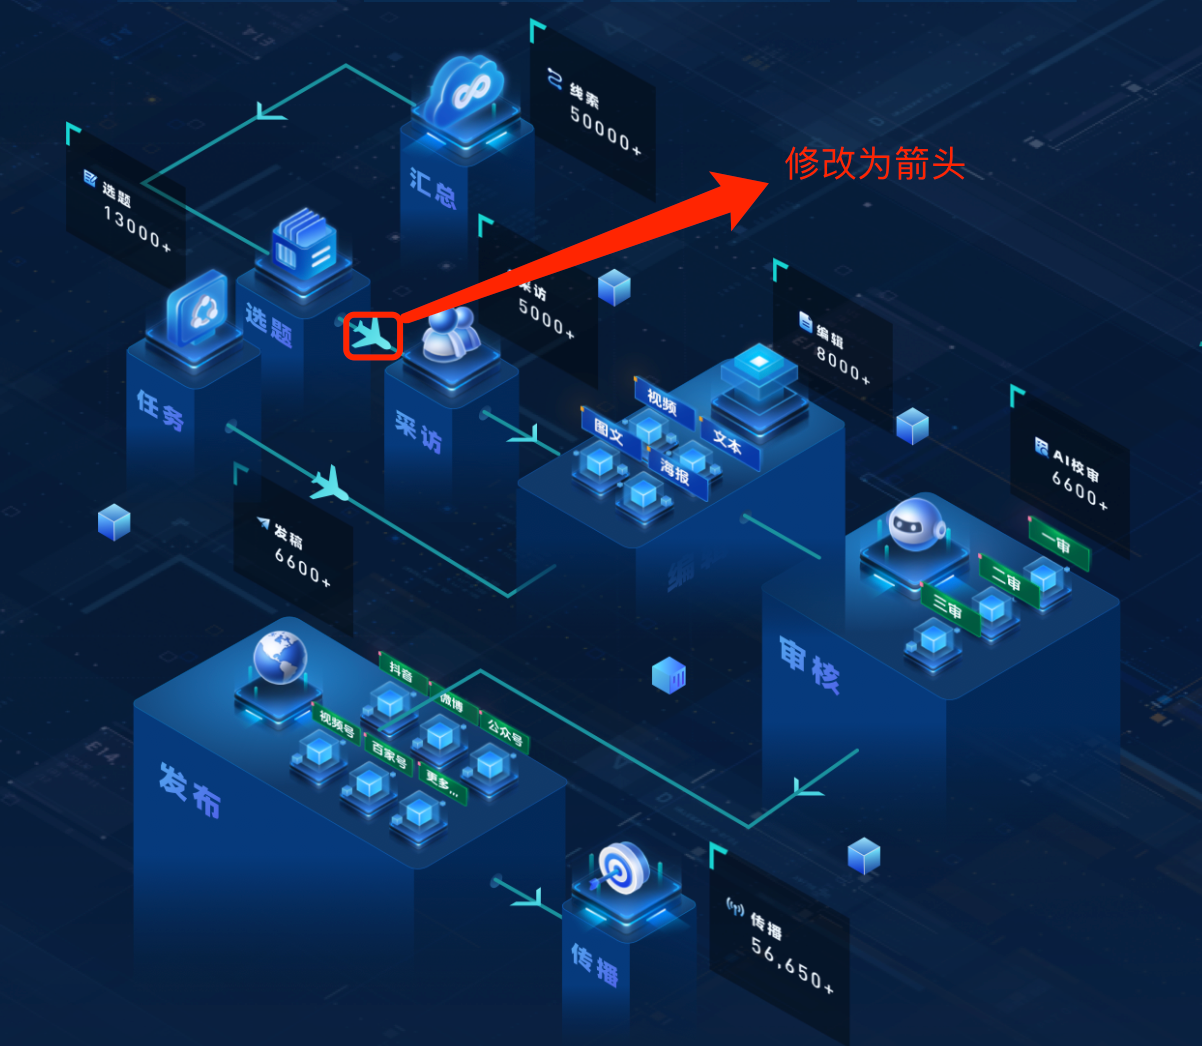 线索
50000+
修改为箭头
汇总
选题
13000+
选题
采访
5000+
任务
采访
编辑
8000+
视频
图文
文本
海报
编辑
AI校审
6600+
一审
二审
三审
审核
发稿
6600+
抖音
微博
公众号
视频号
百家号
更多...
发布
传播
传播
56,650+